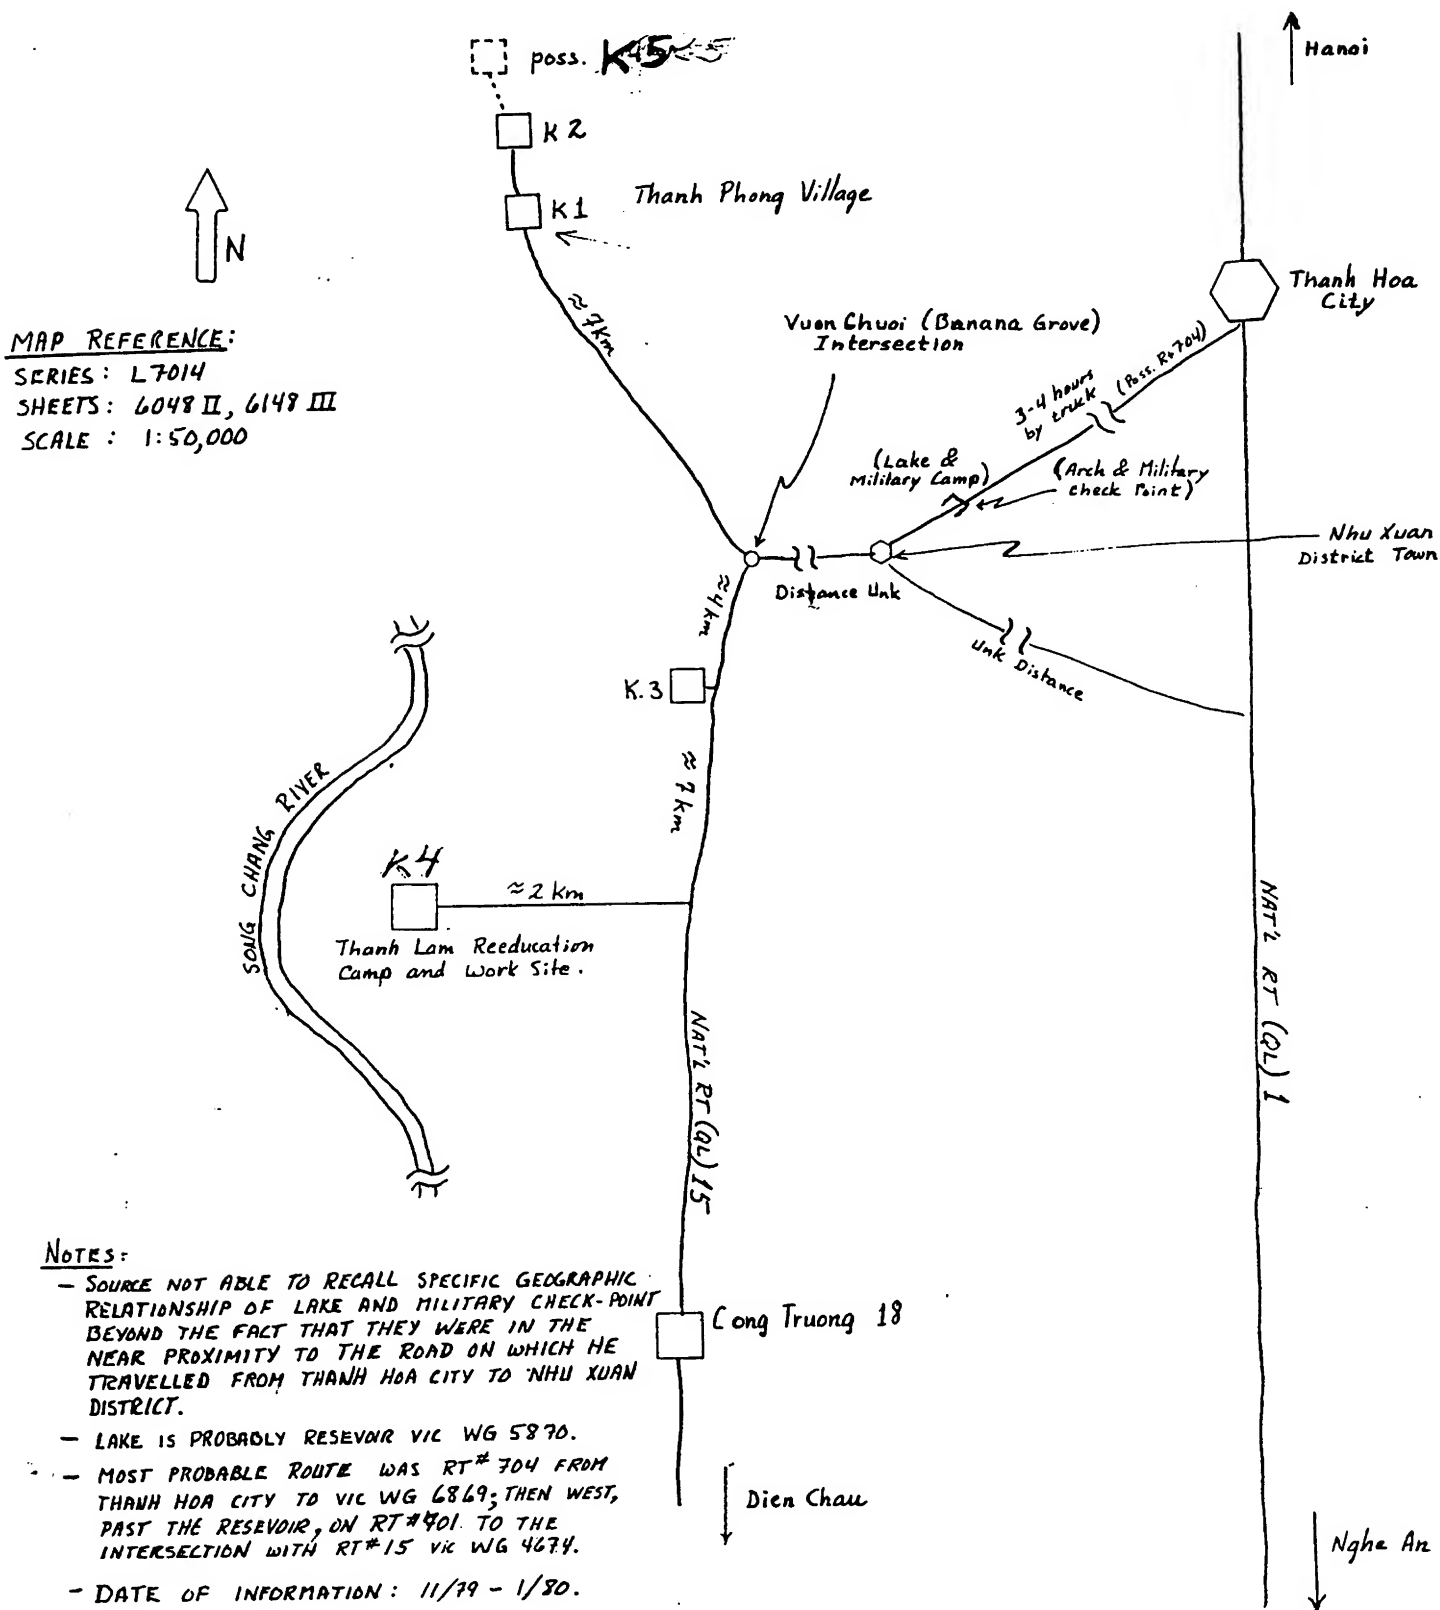 poss. K45
Hanoi
K2
K1
Thanh Phong Village
N
Thanh Hoa
City
MAP REFERENCE:
SERIES: L7014
SHEETS: 6048 II, 6148 III
SCALE: 1:50,000
≈ 7km
Vuon Chuoi (Banana Grove)
Intersection
3-4 hours
by truck
(Poss. Rt 704)
(Lake &
Military Camp)
(Arch & Military
check Point)
Nhu Xuan
District Town
Distance Unk
≈4km
Unk Distance
K.3
≈ 7 km
SONG CHANG RIVER
K4
≈ 2 km
Thanh Lam Reeducation
Camp and Work Site.
NAT'L RT (QL) 1
NAT'L RT (QL) 15
NOTES:
- SOURCE NOT ABLE TO RECALL SPECIFIC GEOGRAPHIC
RELATIONSHIP OF LAKE AND MILITARY CHECK-POINT
BEYOND THE FACT THAT THEY WERE IN THE
NEAR PROXIMITY TO THE ROAD ON WHICH HE
TRAVELLED FROM THANH HOA CITY TO NHU XUAN
DISTRICT.
- LAKE IS PROBABLY RESEVOIR VIC WG 5870.
- MOST PROBABLE ROUTE WAS RT# 704 FROM
THANH HOA CITY TO VIC WG 6869; THEN WEST,
PAST THE RESEVOIR, ON RT# 401 TO THE
INTERSECTION WITH RT# 15 VIC WG 4674.
- DATE OF INFORMATION: 11/79 - 1/80.
Cong Truong 18
Dien Chau
Nghe An